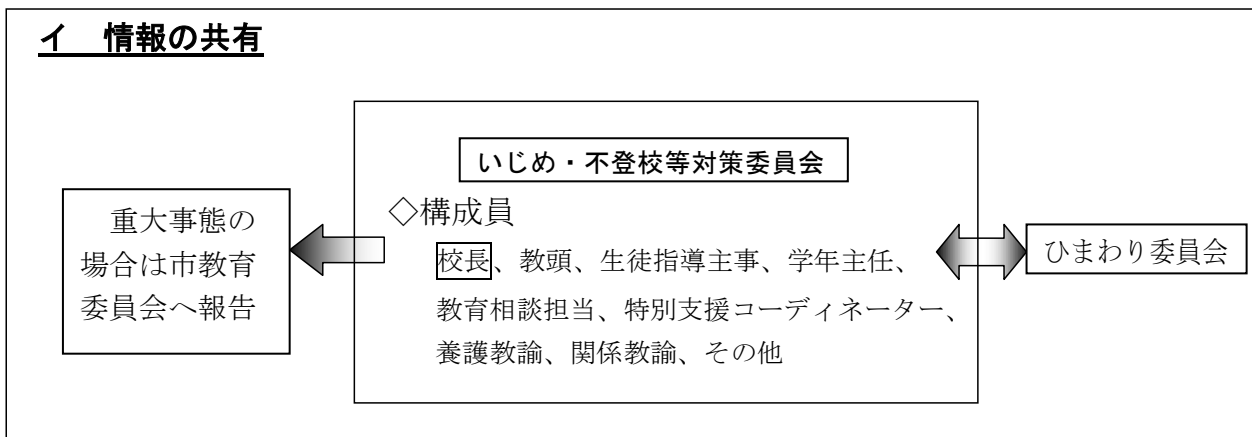 イ　情報の共有
いじめ・不登校等対策委員会
◇構成員
校長、教頭、生徒指導主事、学年主任、
教育相談担当、特別支援コーディネーター、
養護教諭、関係教諭、その他
重大事態の
場合は市教育
委員会へ報告
ひまわり委員会